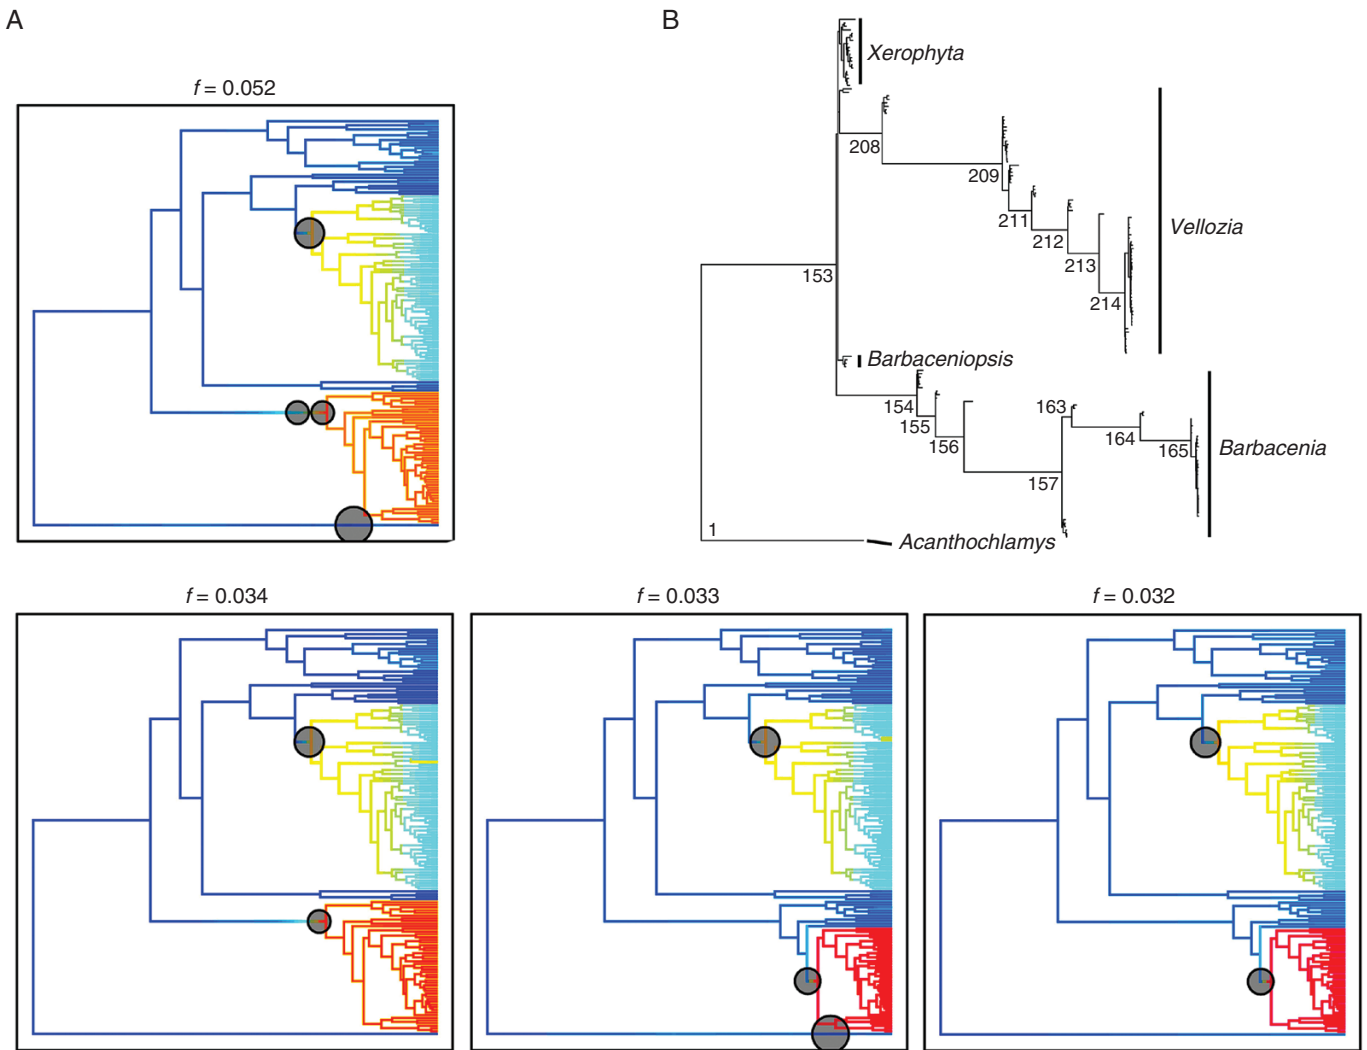 A
B
f = 0.052
Xerophyta
208
209
211
212
213
214
Vellozia
153
Barbaceniopsis
154
155
156
157
163
164
165
Barbacenia
1
Acanthochlamys
f = 0.034
f = 0.033
f = 0.032